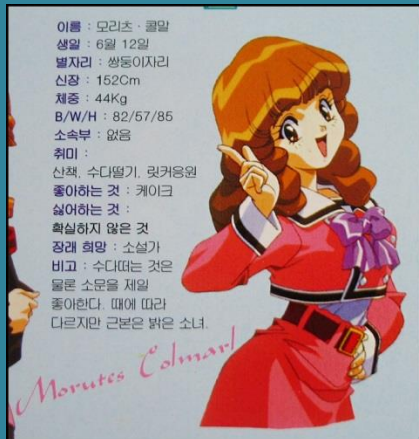 이름 : 모리츠 · 콜말
생일 : 6월 12일
별자리 : 쌍둥이자리
신장 : 152Cm
체중 : 44Kg
B/W/H : 82/57/85
소속부 : 없음
취미 :
산책, 수다떨기, 릿커응원
좋아하는 것 : 케이크
싫어하는 것 :
확실하지 않은 것
장래 희망 : 소설가
비고 : 수다떠는 것은
물론 소문을 제일
좋아한다. 때에 따라
다르지만 근본은 밝은 소녀.
Morutes Colmarl